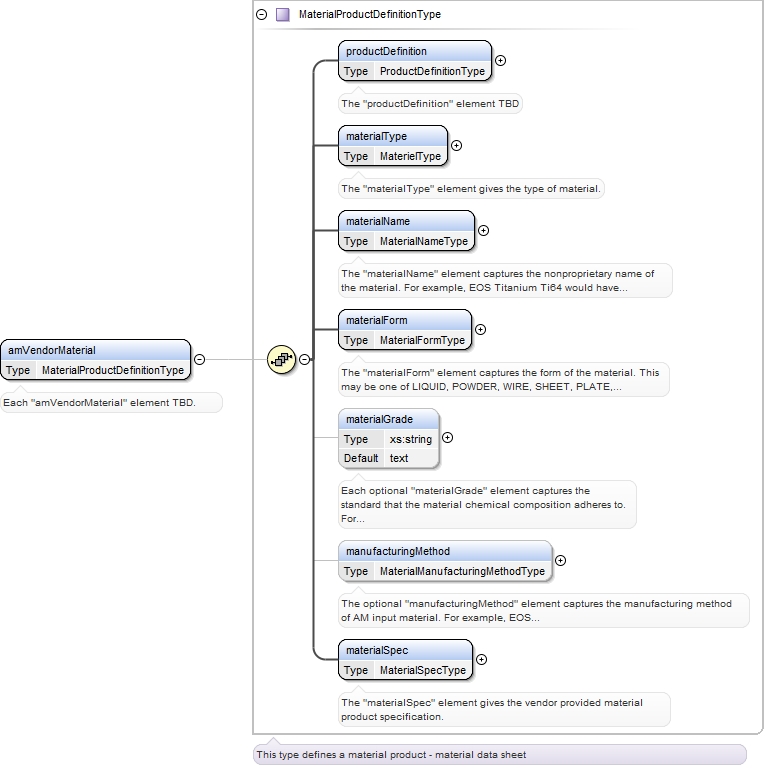 MaterialProductDefinitionType
productDefinition
Type ProductDefinitionType
The "productDefinition" element TBD
materialType
Type MaterielType
The "materialType" element gives the type of material.
materialName
Type MaterialNameType
The "materialName" element captures the nonproprietary name of
the material. For example, EOS Titanium Ti64 would have...
materialForm
Type MaterialFormType
The "materialForm" element captures the form of the material. This
may be one of LIQUID, POWDER, WIRE, SHEET, PLATE,...
amVendorMaterial
Type MaterialProductDefinitionType
Each "amVendorMaterial" element TBD.
materialGrade
Type xs:string
Default text
Each optional "materialGrade" element captures the
standard that the material chemical composition adheres to.
For...
manufacturingMethod
Type MaterialManufacturingMethodType
The optional "manufacturingMethod" element captures the manufacturing method
of AM input material. For example, EOS...
materialSpec
Type MaterialSpecType
The "materialSpec" element gives the vendor provided material
product specification.
This type defines a material product - material data sheet